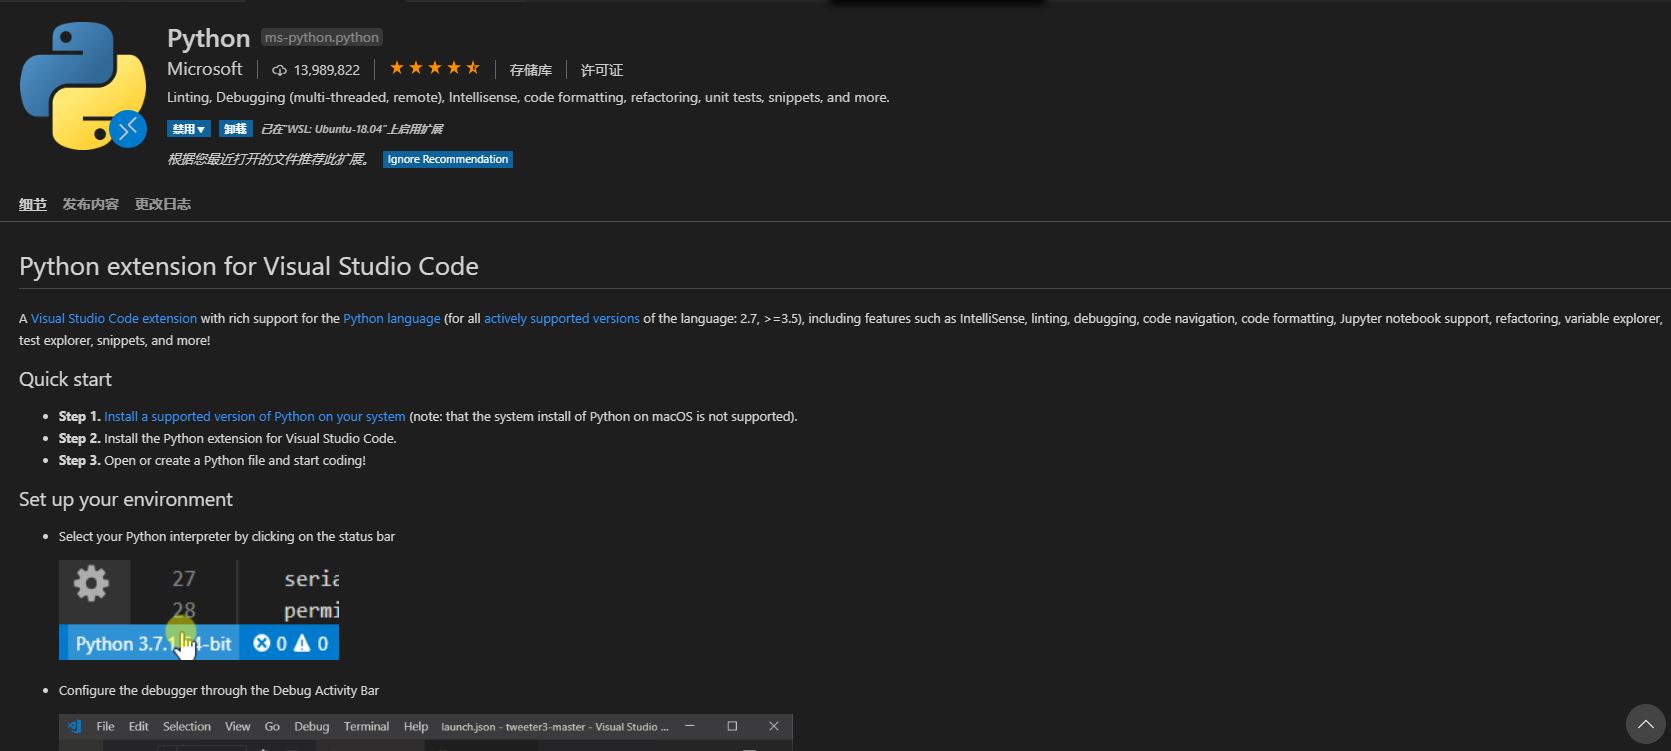 Python ms-python.python
Microsoft 13,989,822 存储库 许可证
Linting, Debugging (multi-threaded, remote), Intellisense, code formatting, refactoring, unit tests, snippets, and more.
禁用 卸载 已在"WSL: Ubuntu-18.04"上启用扩展
根据您最近打开的文件推荐此扩展。 Ignore Recommendation
细节 发布内容 更改日志
Python extension for Visual Studio Code
A Visual Studio Code extension with rich support for the Python language (for all actively supported versions of the language: 2.7, >=3.5), including features such as IntelliSense, linting, debugging, code navigation, code formatting, Jupyter notebook support, refactoring, variable explorer,
test explorer, snippets, and more!
Quick start
Step 1. Install a supported version of Python on your system (note: that the system install of Python on macOS is not supported).
Step 2. Install the Python extension for Visual Studio Code.
Step 3. Open or create a Python file and start coding!
Set up your environment
Select your Python interpreter by clicking on the status bar
27 seria
28 permi
Python 3.7.1 -bit 0 0
Configure the debugger through the Debug Activity Bar
File Edit Selection View Go Debug Terminal Help launch.json - tweeter3-master - Visual Studio ...